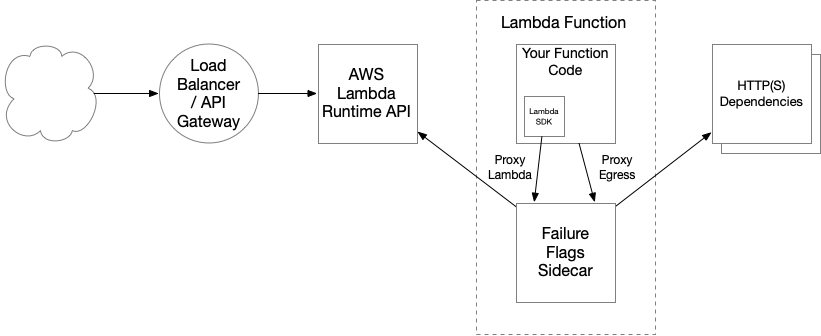 Load
Balancer
/ API
Gateway
AWS
Lambda
Runtime API
Lambda Function
Your Function
Code
Lambda
SDK
Proxy
Lambda
Proxy
Egress
Failure
Flags
Sidecar
HTTP(S)
Dependencies